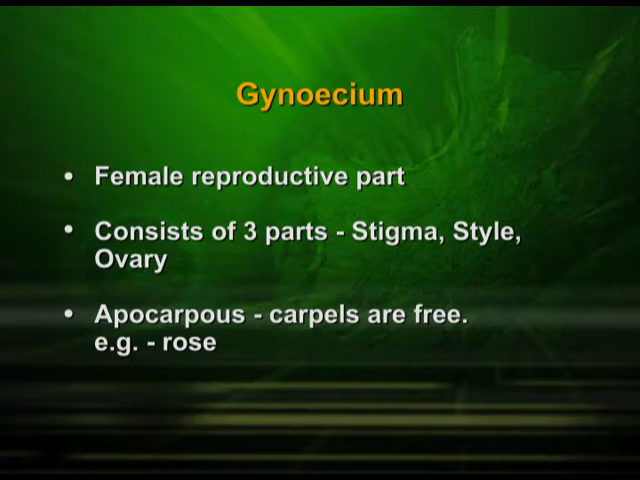 Gynoecium
• Female reproductive part
• Consists of 3 parts - Stigma, Style,
Ovary
• Apocarpous - carpels are free.
e.g. - rose